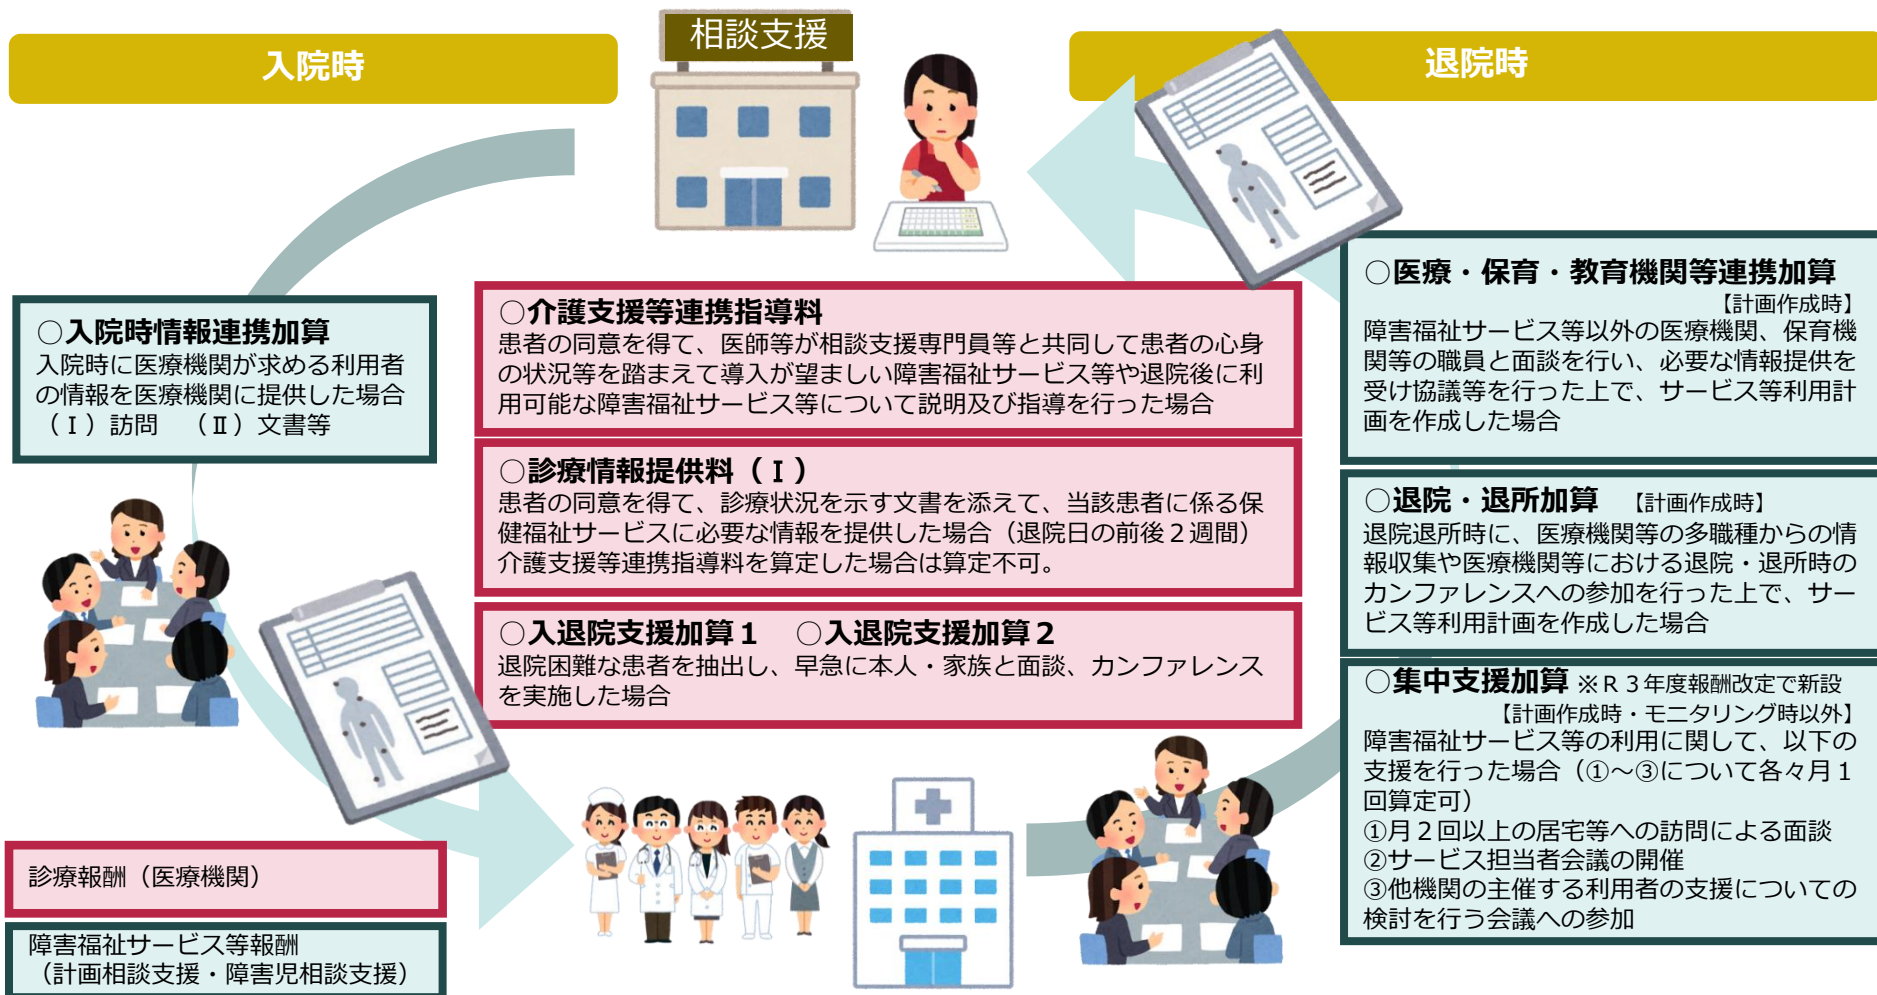 入院時
相談支援
退院時
○入院時情報連携加算
入院時に医療機関が求める利用者
の情報を医療機関に提供した場合
（Ⅰ）訪問　（Ⅱ）文書等
○介護支援等連携指導料
患者の同意を得て、医師等が相談支援専門員等と共同して患者の心身
の状況等を踏まえて導入が望ましい障害福祉サービス等や退院後に利
用可能な障害福祉サービス等について説明及び指導を行った場合
○診療情報提供料（Ⅰ）
患者の同意を得て、診療状況を示す文書を添えて、当該患者に係る保
健福祉サービスに必要な情報を提供した場合（退院日の前後２週間）
介護支援等連携指導料を算定した場合は算定不可。
○入退院支援加算１　○入退院支援加算２
退院困難な患者を抽出し、早急に本人・家族と面談、カンファレンス
を実施した場合
○医療・保育・教育機関等連携加算
【計画作成時】
障害福祉サービス等以外の医療機関、保育機
関等の職員と面談を行い、必要な情報提供を
受け協議等を行った上で、サービス等利用計
画を作成した場合
○退院・退所加算　【計画作成時】
退院退所時に、医療機関等の多職種からの情
報収集や医療機関等における退院・退所時の
カンファレンスへの参加を行った上で、サー
ビス等利用計画を作成した場合
○集中支援加算 ※Ｒ３年度報酬改定で新設
【計画作成時・モニタリング時以外】
障害福祉サービス等の利用に関して、以下の
支援を行った場合（①～③について各々月１
回算定可）
①月２回以上の居宅等への訪問による面談
②サービス担当者会議の開催
③他機関の主催する利用者の支援についての
検討を行う会議への参加
診療報酬（医療機関）
障害福祉サービス等報酬
（計画相談支援・障害児相談支援）